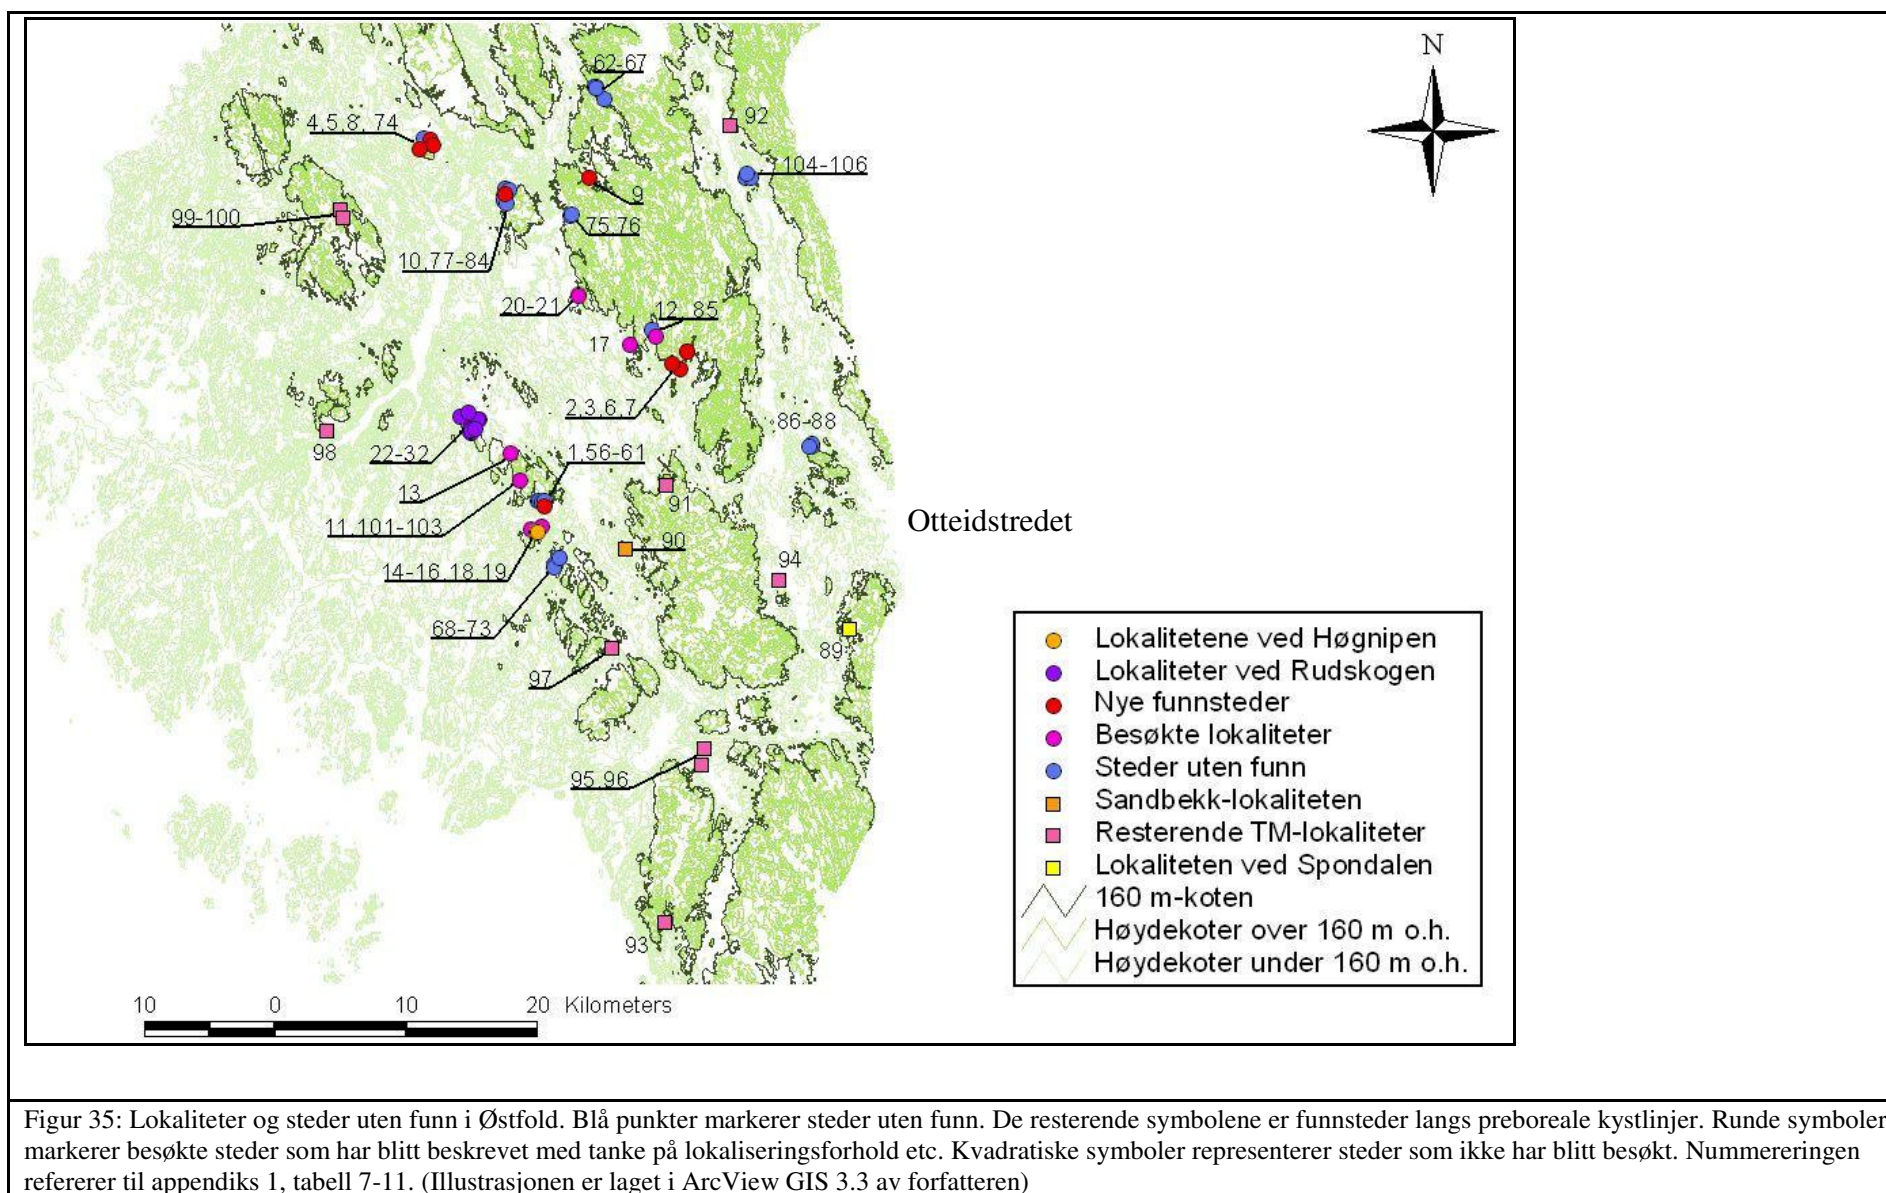 N
62-67
92
4,5,8, 74
104-106
9
99-100
75,76
10,77-84
20-21
12, 85
17
2,3,6,7
86-88
98
22-32
1,56-61
13
91
11,101-103
Otteidstredet
90
94
14-16,18,19
68-73
89
97
95,96
93
Lokalitetene ved Høgnipen
Lokaliteter ved Rudskogen
Nye funnsteder
Besøkte lokaliteter
Steder uten funn
Sandbekk-lokaliteten
Resterende TM-lokaliteter
Lokaliteten ved Spondalen
160 m-koten
Høydekoter over 160 m o.h.
Høydekoter under 160 m o.h.
10 0 10 20 Kilometers
Figur 35: Lokaliteter og steder uten funn i Østfold. Blå punkter markerer steder uten funn. De resterende symbolene er funnsteder langs preboreale kystlinjer. Runde symboler
markerer besøkte steder som har blitt beskrevet med tanke på lokaliseringsforhold etc. Kvadratiske symboler representerer steder som ikke har blitt besøkt. Nummereringen
refererer til appendiks 1, tabell 7-11. (Illustrasjonen er laget i ArcView GIS 3.3 av forfatteren)